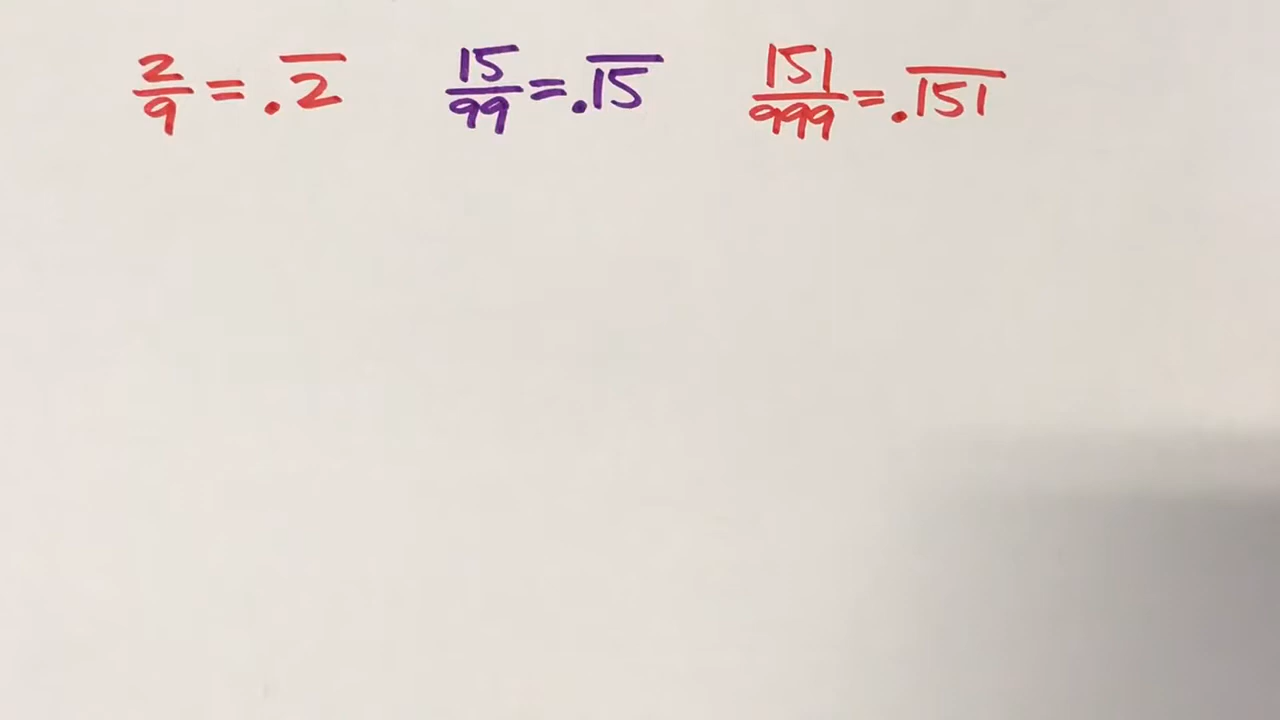 2/9 = .2̅ 15/99 = .1̅5̅ 151/999 = .1̅5̅1̅